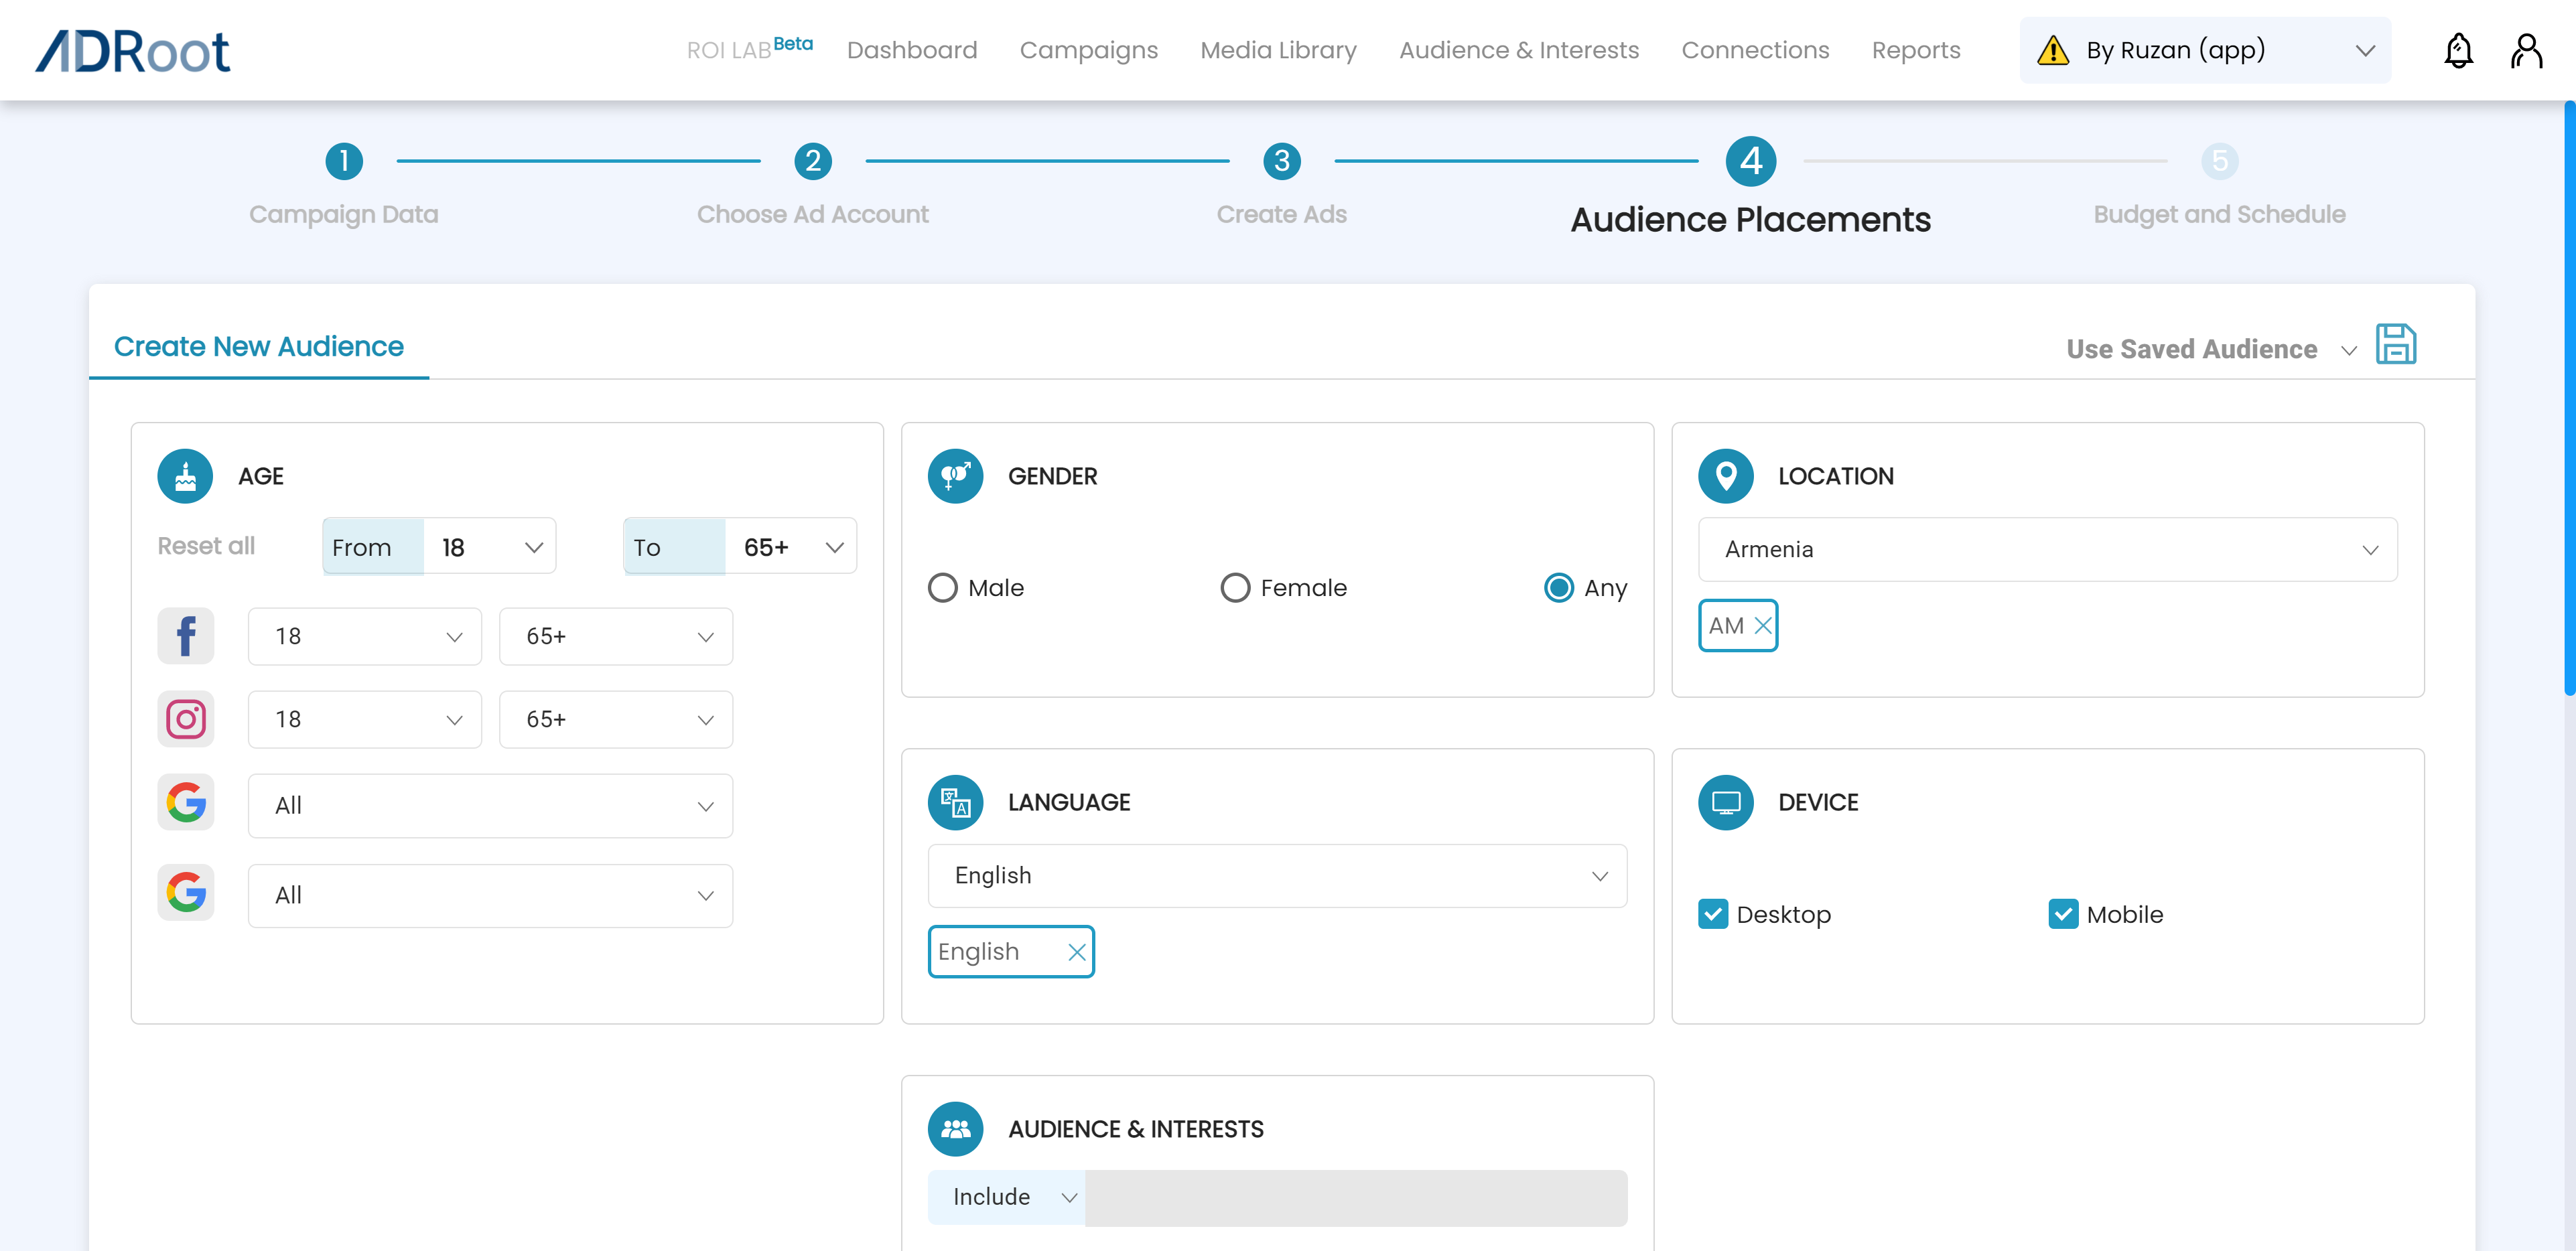 ADRoot
ROI LAB Beta
Dashboard
Campaigns
Media Library
Audience & Interests
Connections
Reports
By Ruzan (app)
1
2
3
4
5
Campaign Data
Choose Ad Account
Create Ads
Audience Placements
Budget and Schedule
Create New Audience
Use Saved Audience
AGE
Reset all
From 18
To 65+
18 65+
18 65+
All
All
GENDER
Male
Female
Any
LOCATION
Armenia
AM
LANGUAGE
English
English
DEVICE
Desktop
Mobile
AUDIENCE & INTERESTS
Include